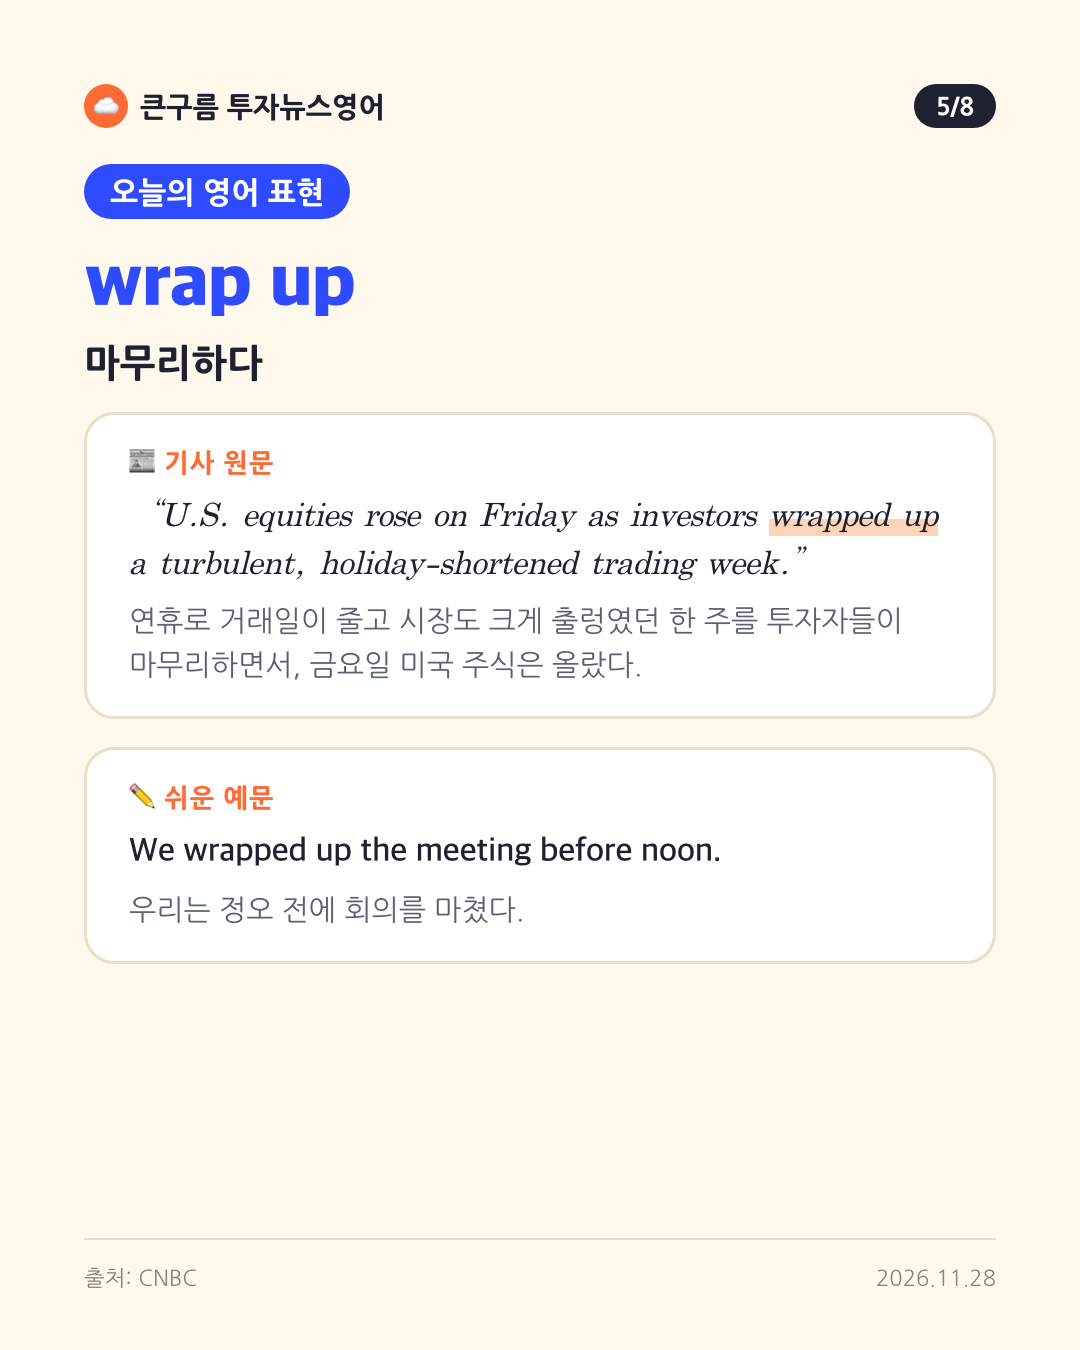 큰구름 투자뉴스영어
5/8
오늘의 영어 표현
wrap up
마무리하다
기사 원문
“U.S. equities rose on Friday as investors wrapped up
a turbulent, holiday-shortened trading week.”
연휴로 거래일이 줄고 시장도 크게 출렁였던 한 주를 투자자들이
마무리하면서, 금요일 미국 주식은 올랐다.
쉬운 예문
We wrapped up the meeting before noon.
우리는 정오 전에 회의를 마쳤다.
출처: CNBC
2026.11.28